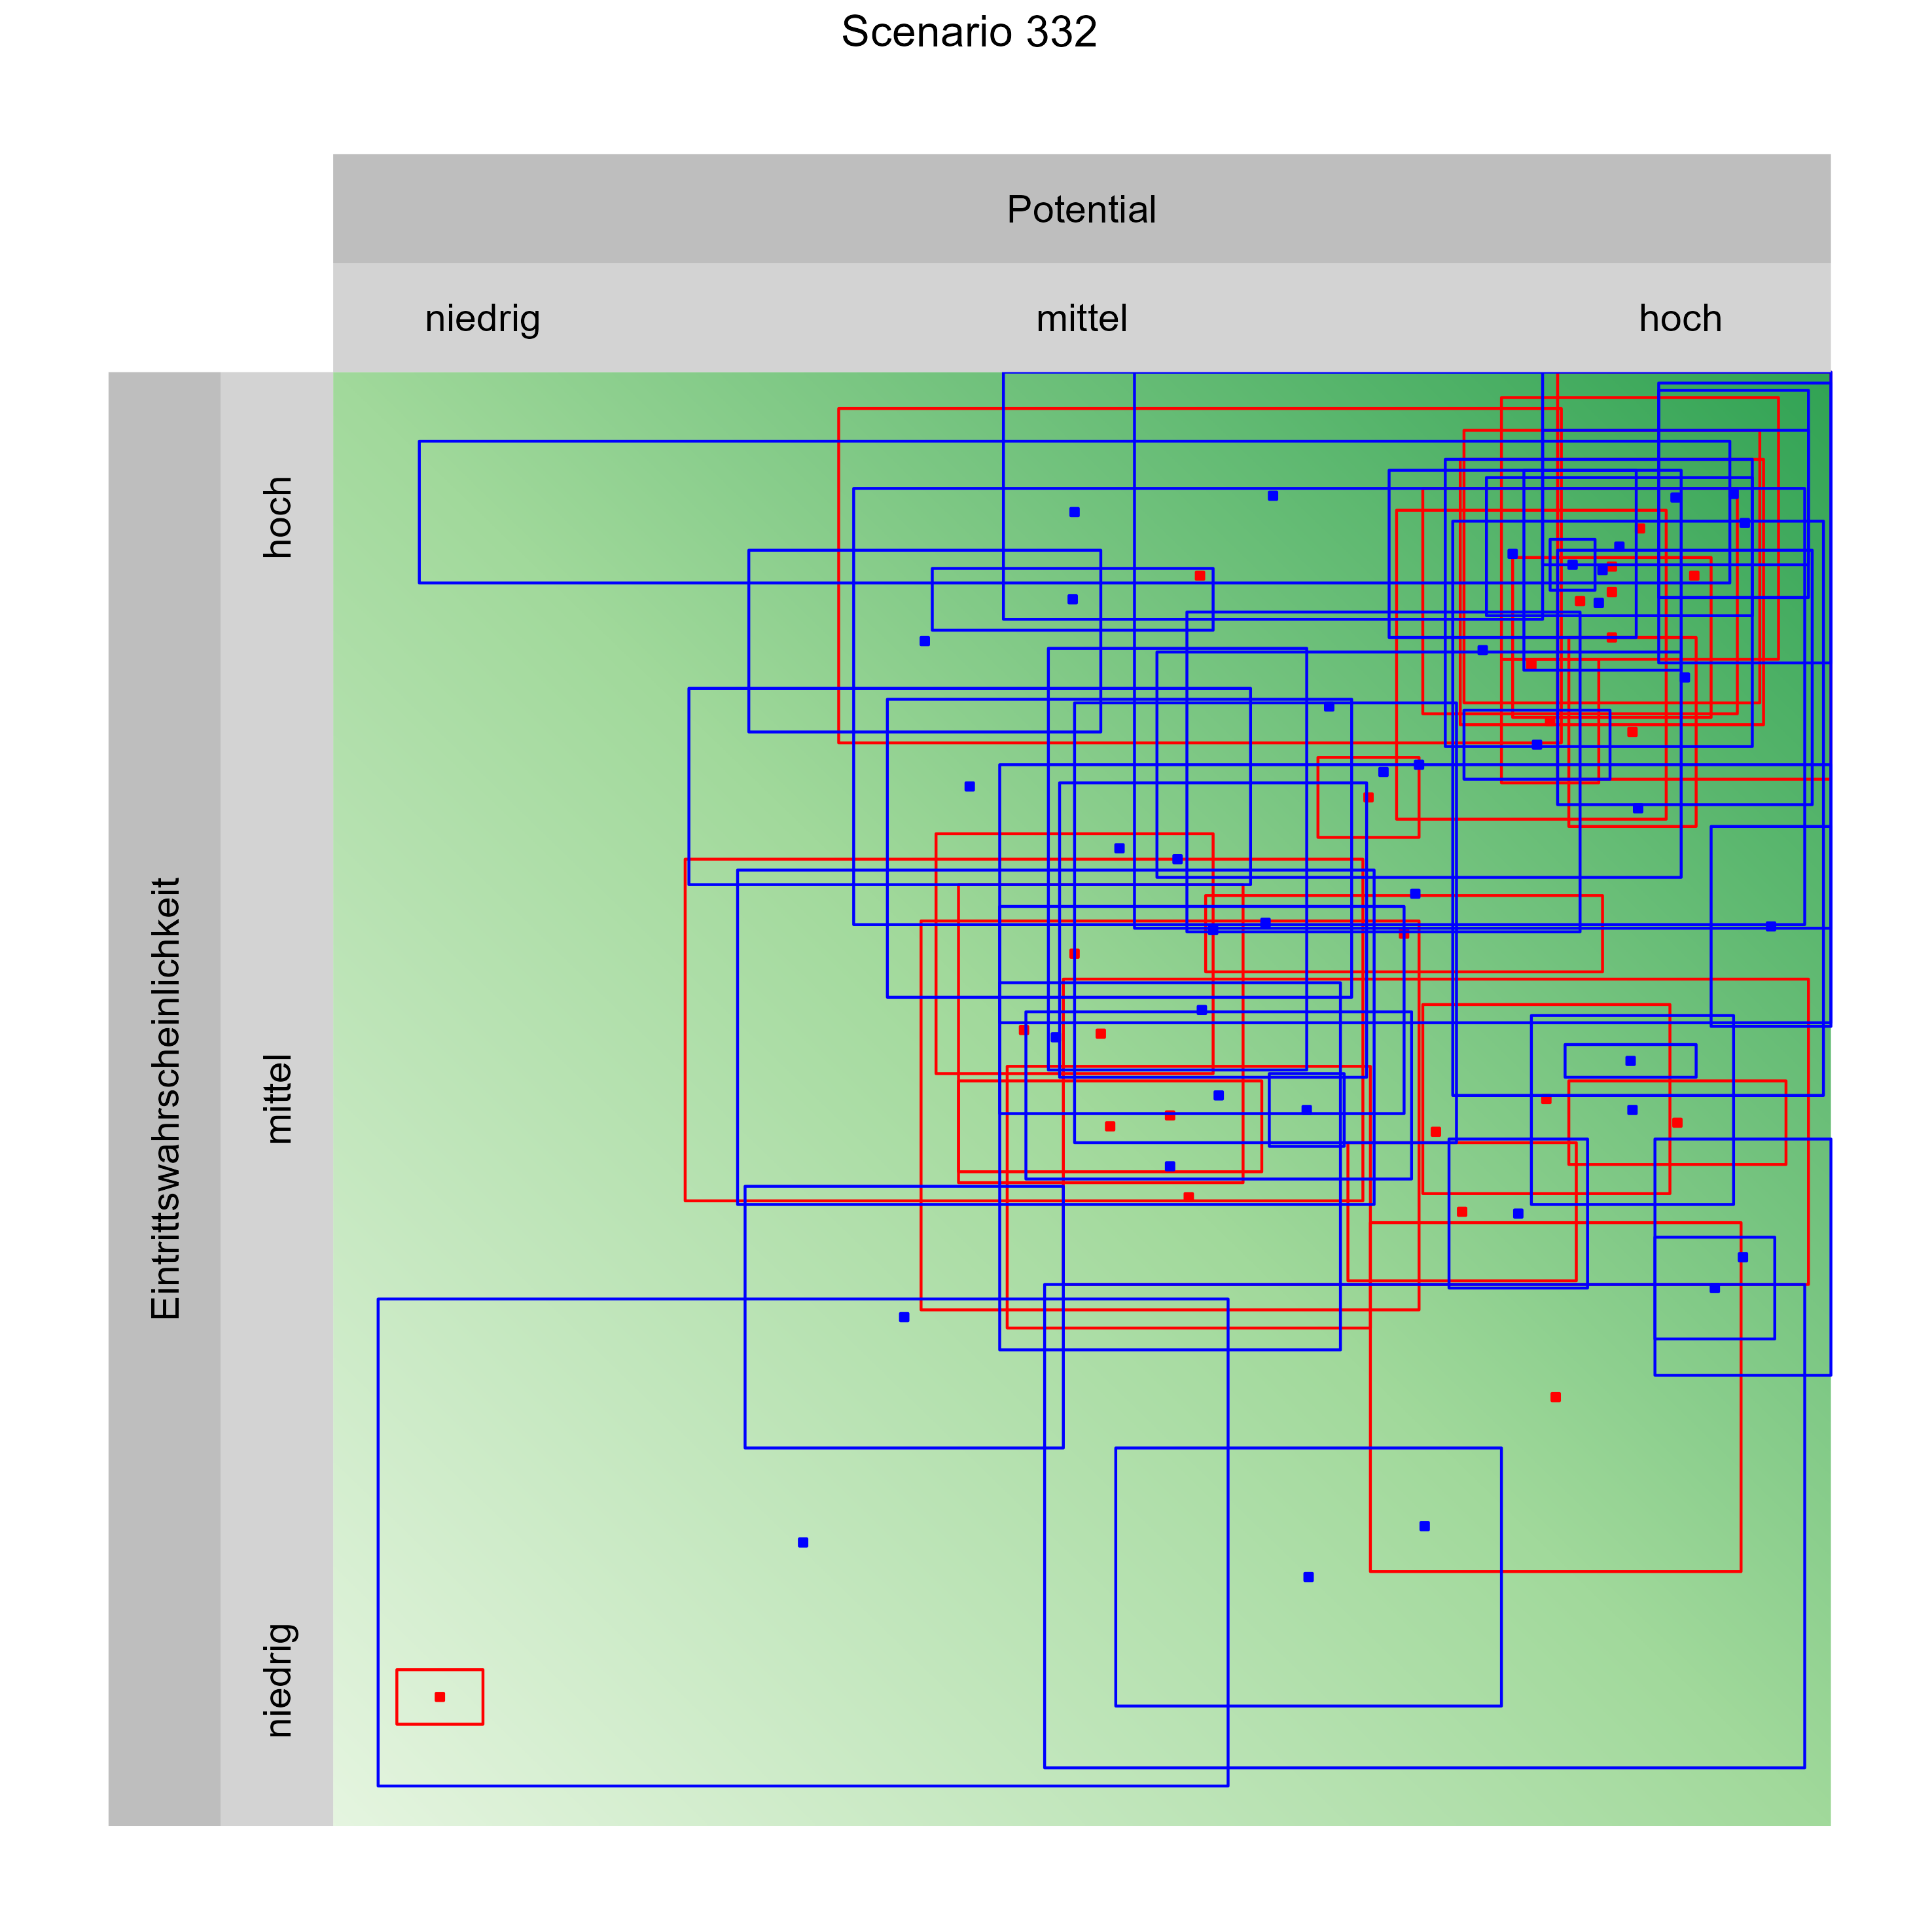 Scenario 332
Potential
niedrig
mittel
hoch
Eintrittswahrscheinlichkeit
hoch
mittel
niedrig